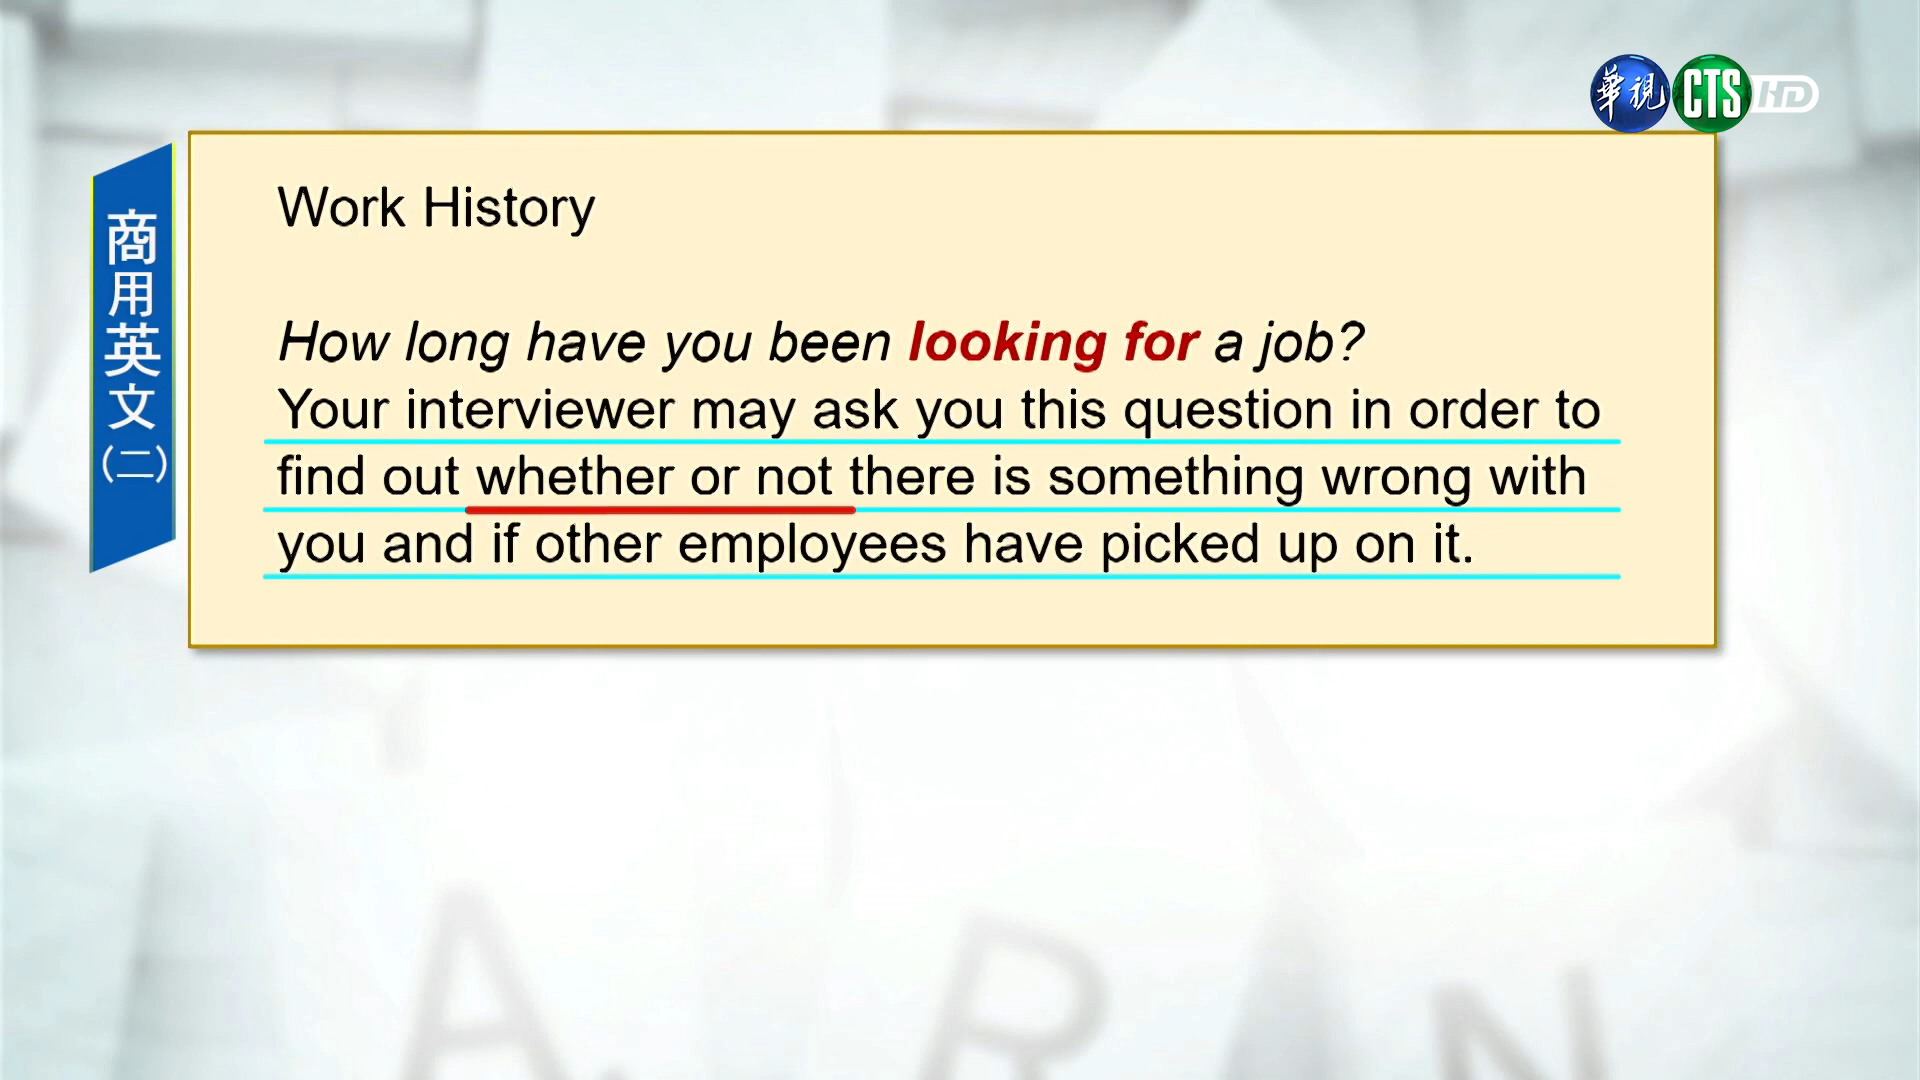 華視 CTS HD
商用英文(二)
Work History
How long have you been looking for a job?
Your interviewer may ask you this question in order to
find out whether or not there is something wrong with
you and if other employees have picked up on it.
A R N